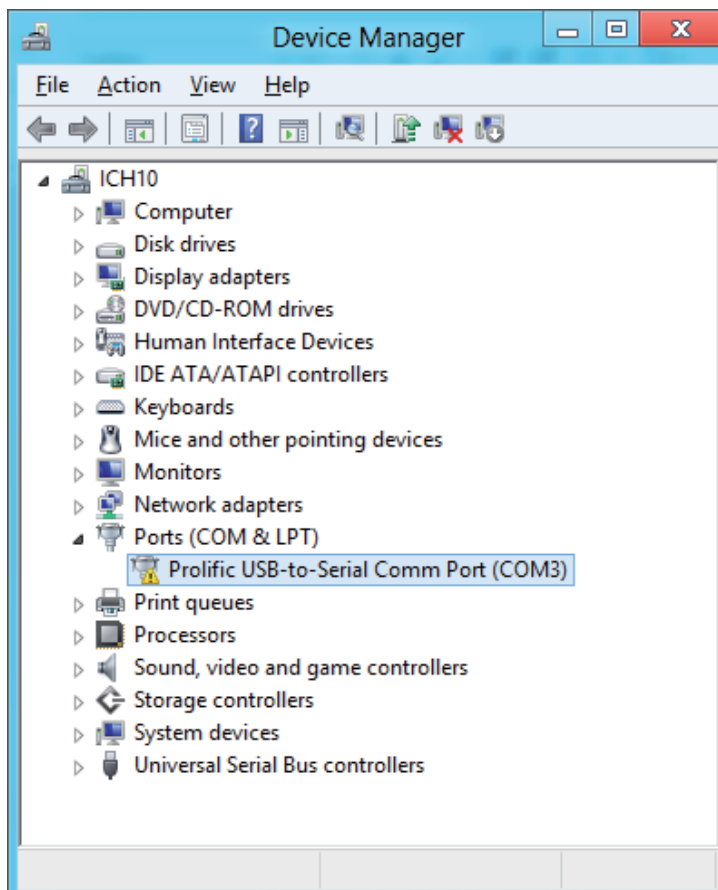 Device Manager
File Action View Help
ICH10
Computer
Disk drives
Display adapters
DVD/CD-ROM drives
Human Interface Devices
IDE ATA/ATAPI controllers
Keyboards
Mice and other pointing devices
Monitors
Network adapters
Ports (COM & LPT)
Prolific USB-to-Serial Comm Port (COM3)
Print queues
Processors
Sound, video and game controllers
Storage controllers
System devices
Universal Serial Bus controllers